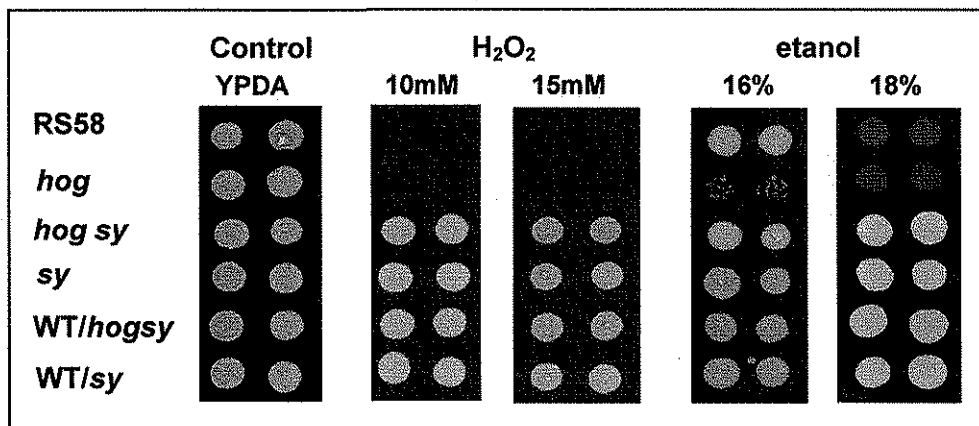 Control H₂O₂ etanol
YPDA 10mM 15mM 16% 18%
RS58
hog
hog sy
sy
WT/hogsy
WT/sy